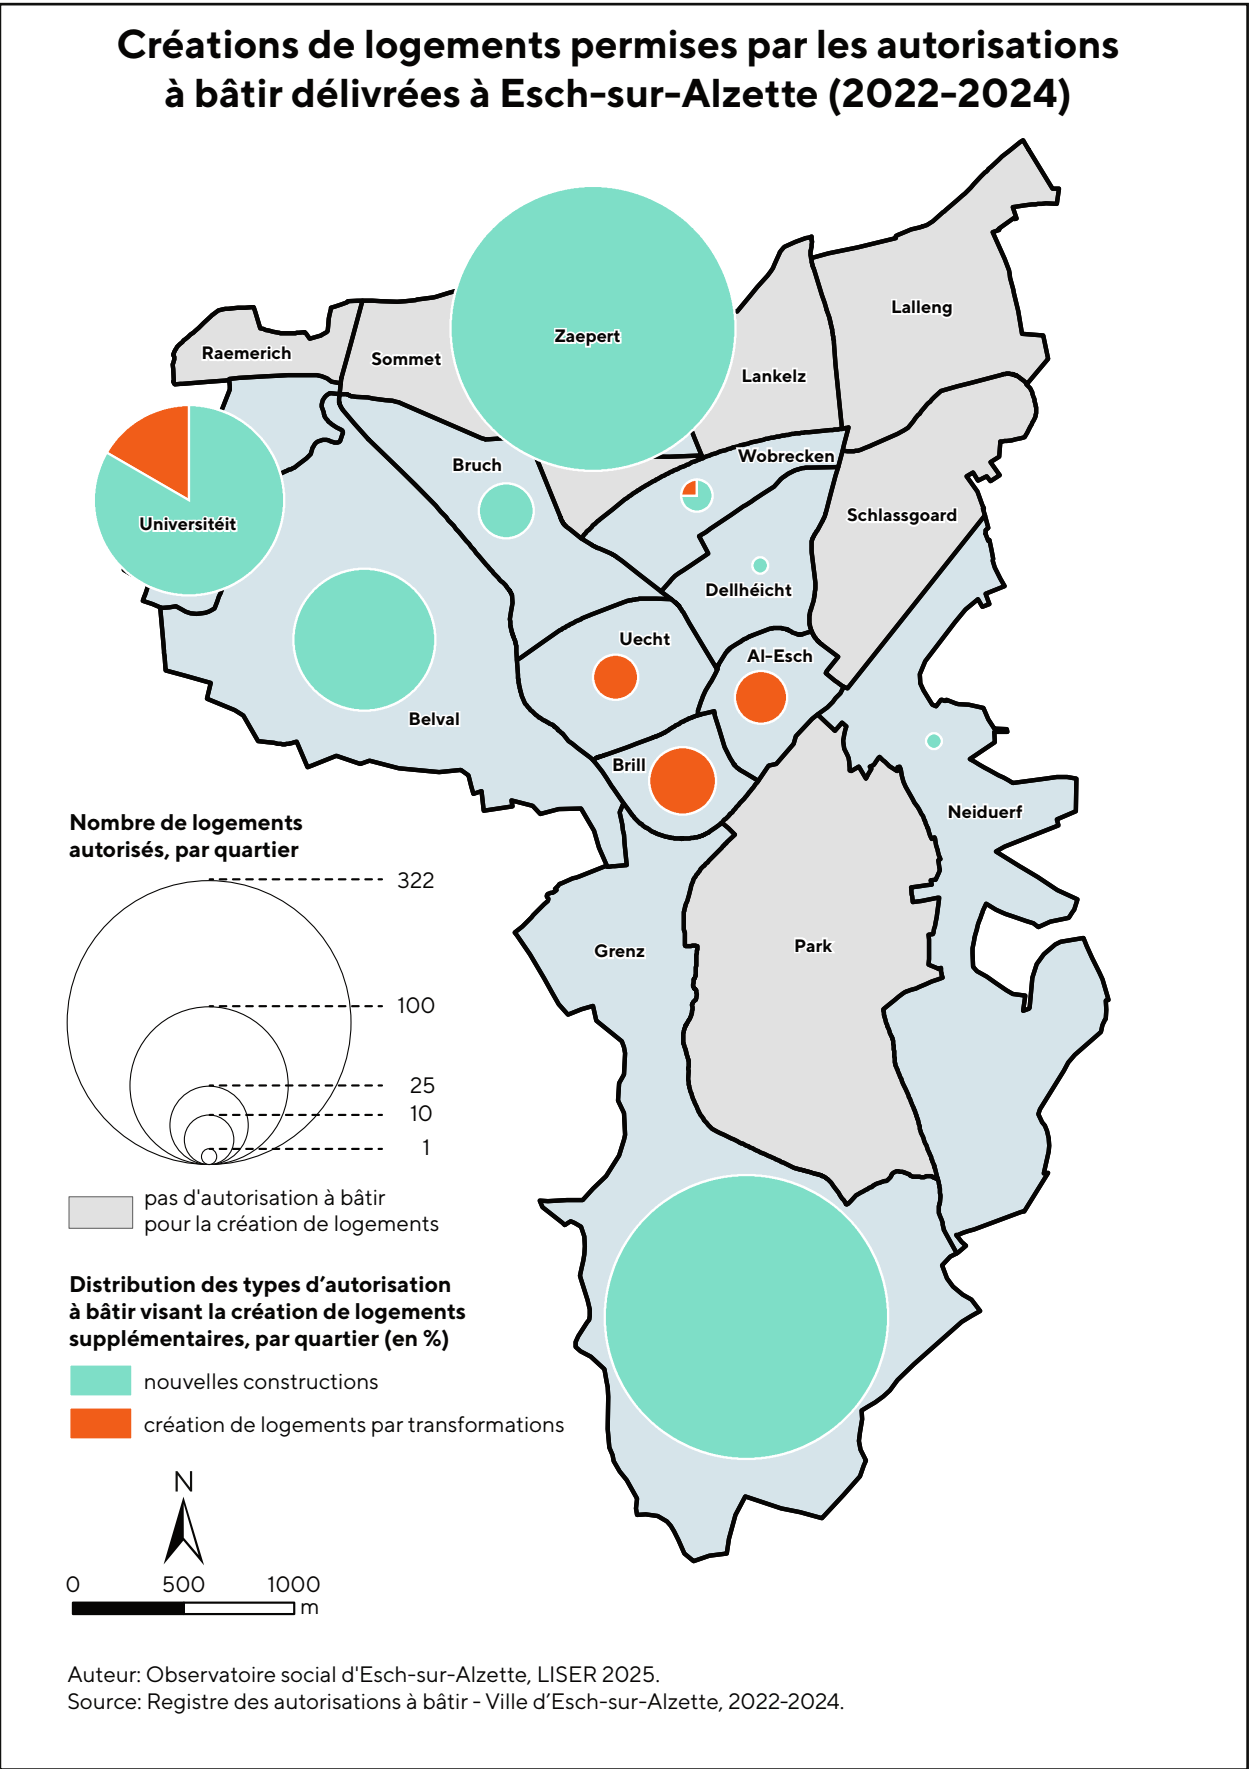 Créations de logements permises par les autorisations
à bâtir délivrées à Esch-sur-Alzette (2022-2024)
Lalleng
Zaepert
Raemerich
Sommet
Lankelz
Wobrecken
Bruch
Schlassgoard
Universitéit
Dellhéicht
Uecht
Al-Esch
Belval
Brill
Neiduerf
Grenz
Park
Nombre de logements
autorisés, par quartier
322
100
25
10
1
pas d'autorisation à bâtir
pour la création de logements
Distribution des types d’autorisation
à bâtir visant la création de logements
supplémentaires, par quartier (en %)
nouvelles constructions
création de logements par transformations
N
0 500 1000
m
Auteur: Observatoire social d'Esch-sur-Alzette, LISER 2025.
Source: Registre des autorisations à bâtir - Ville d’Esch-sur-Alzette, 2022-2024.